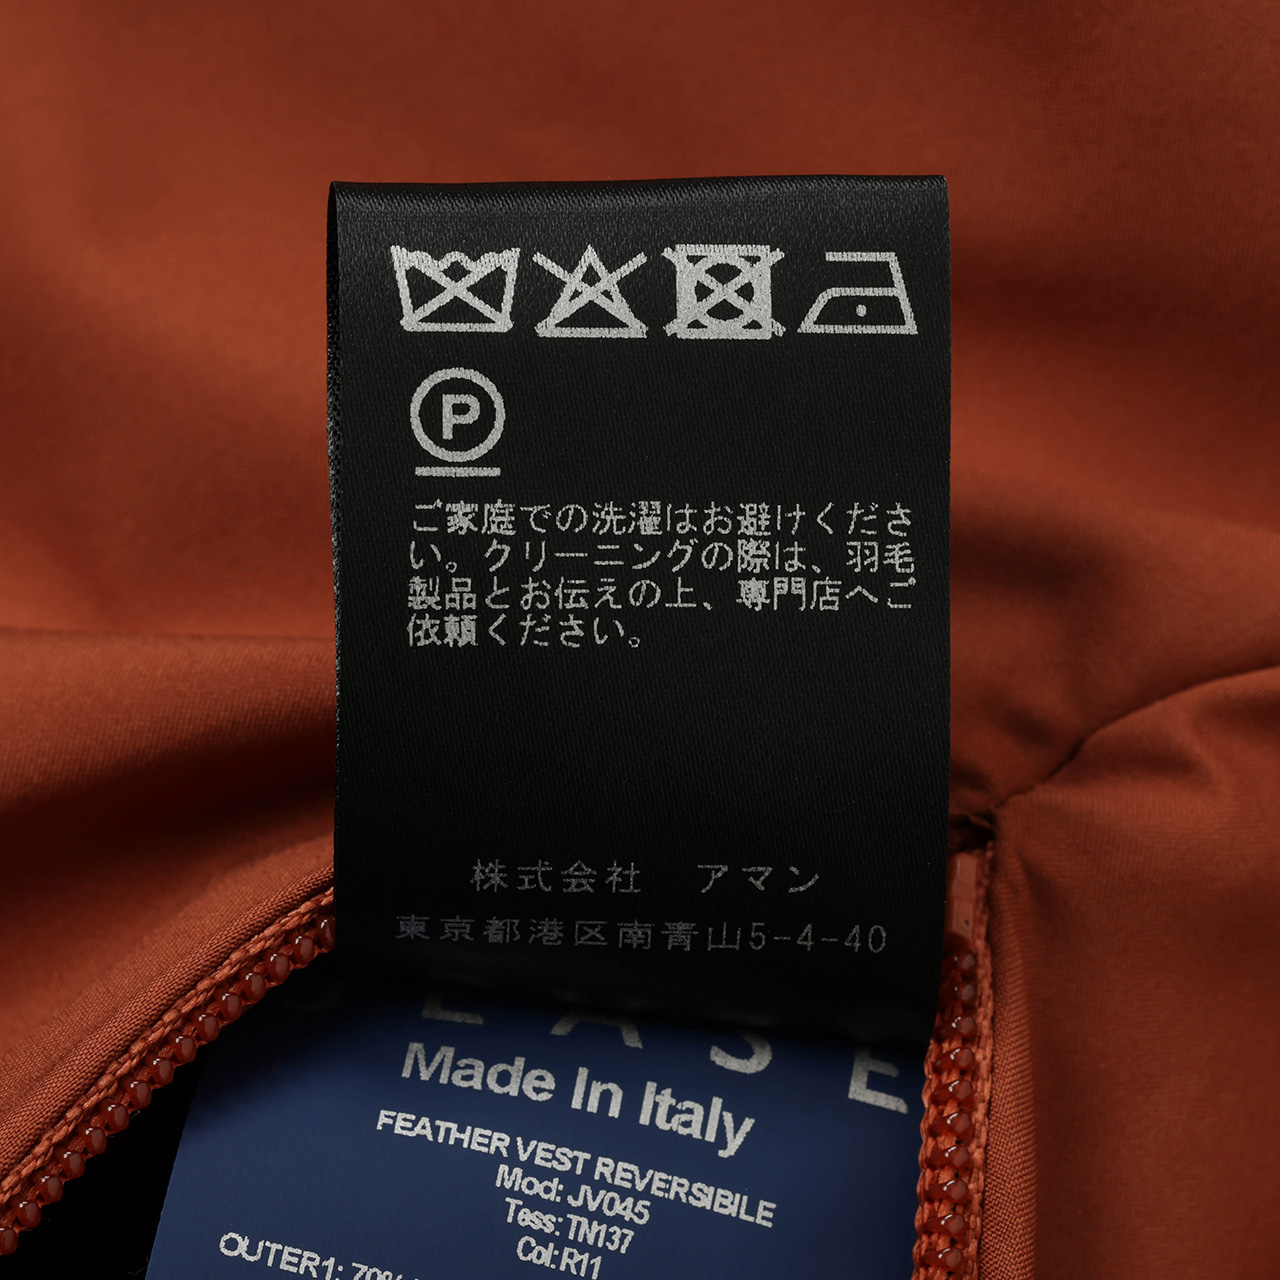 P
ご家庭での洗濯はお避けくださ
い。クリーニングの際は、羽毛
製品とお伝えの上、専門店へご
依頼ください。
株式会社 アマン
東京都港区南青山5-4-40
EASE
Made In Italy
FEATHER VEST REVERSIBILE
Mod: JV045
Tess: TN137
Col:R11
OUTER1: 70%